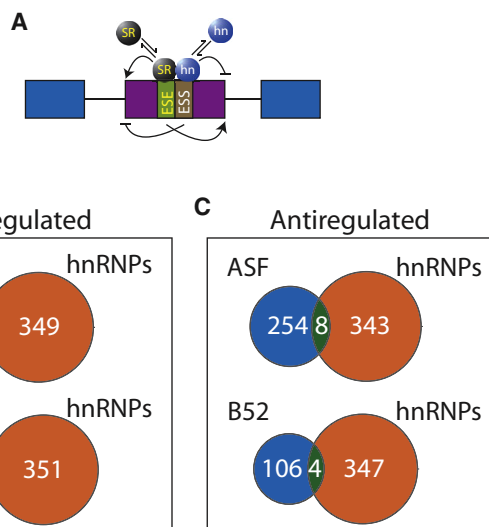 A
SR hn
SR hn
ESE ESS
egulated
hnRNPs
349
hnRNPs
351
C Antiregulated
ASF hnRNPs
254 8 343
B52 hnRNPs
106 4 347